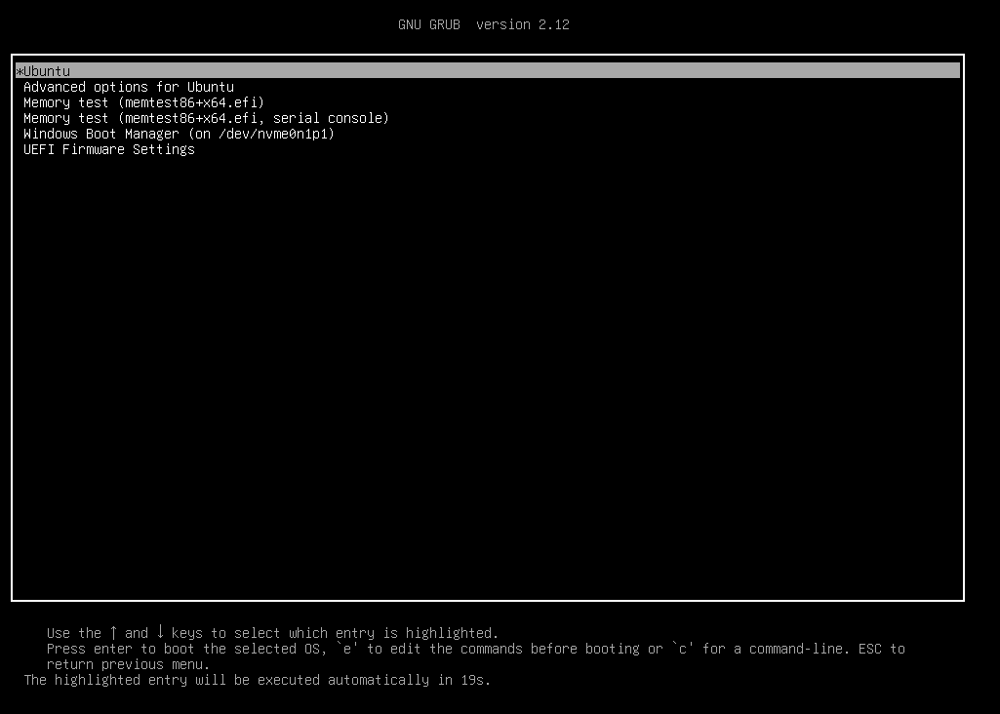 GNU GRUB  version 2.12
*Ubuntu
Advanced options for Ubuntu
Memory test (memtest86+x64.efi)
Memory test (memtest86+x64.efi, serial console)
Windows Boot Manager (on /dev/nvme0n1p1)
UEFI Firmware Settings
Use the ↑ and ↓ keys to select which entry is highlighted.
Press enter to boot the selected OS, `e' to edit the commands before booting or `c' for a command-line. ESC to
return previous menu.
The highlighted entry will be executed automatically in 19s.